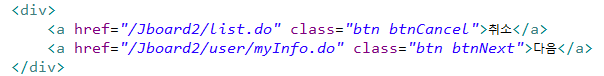 <div>
<a href="/Jboard2/list.do" class="btn btnCancel">취소</a>
<a href="/Jboard2/user/myInfo.do" class="btn btnNext">다음</a>
</div>